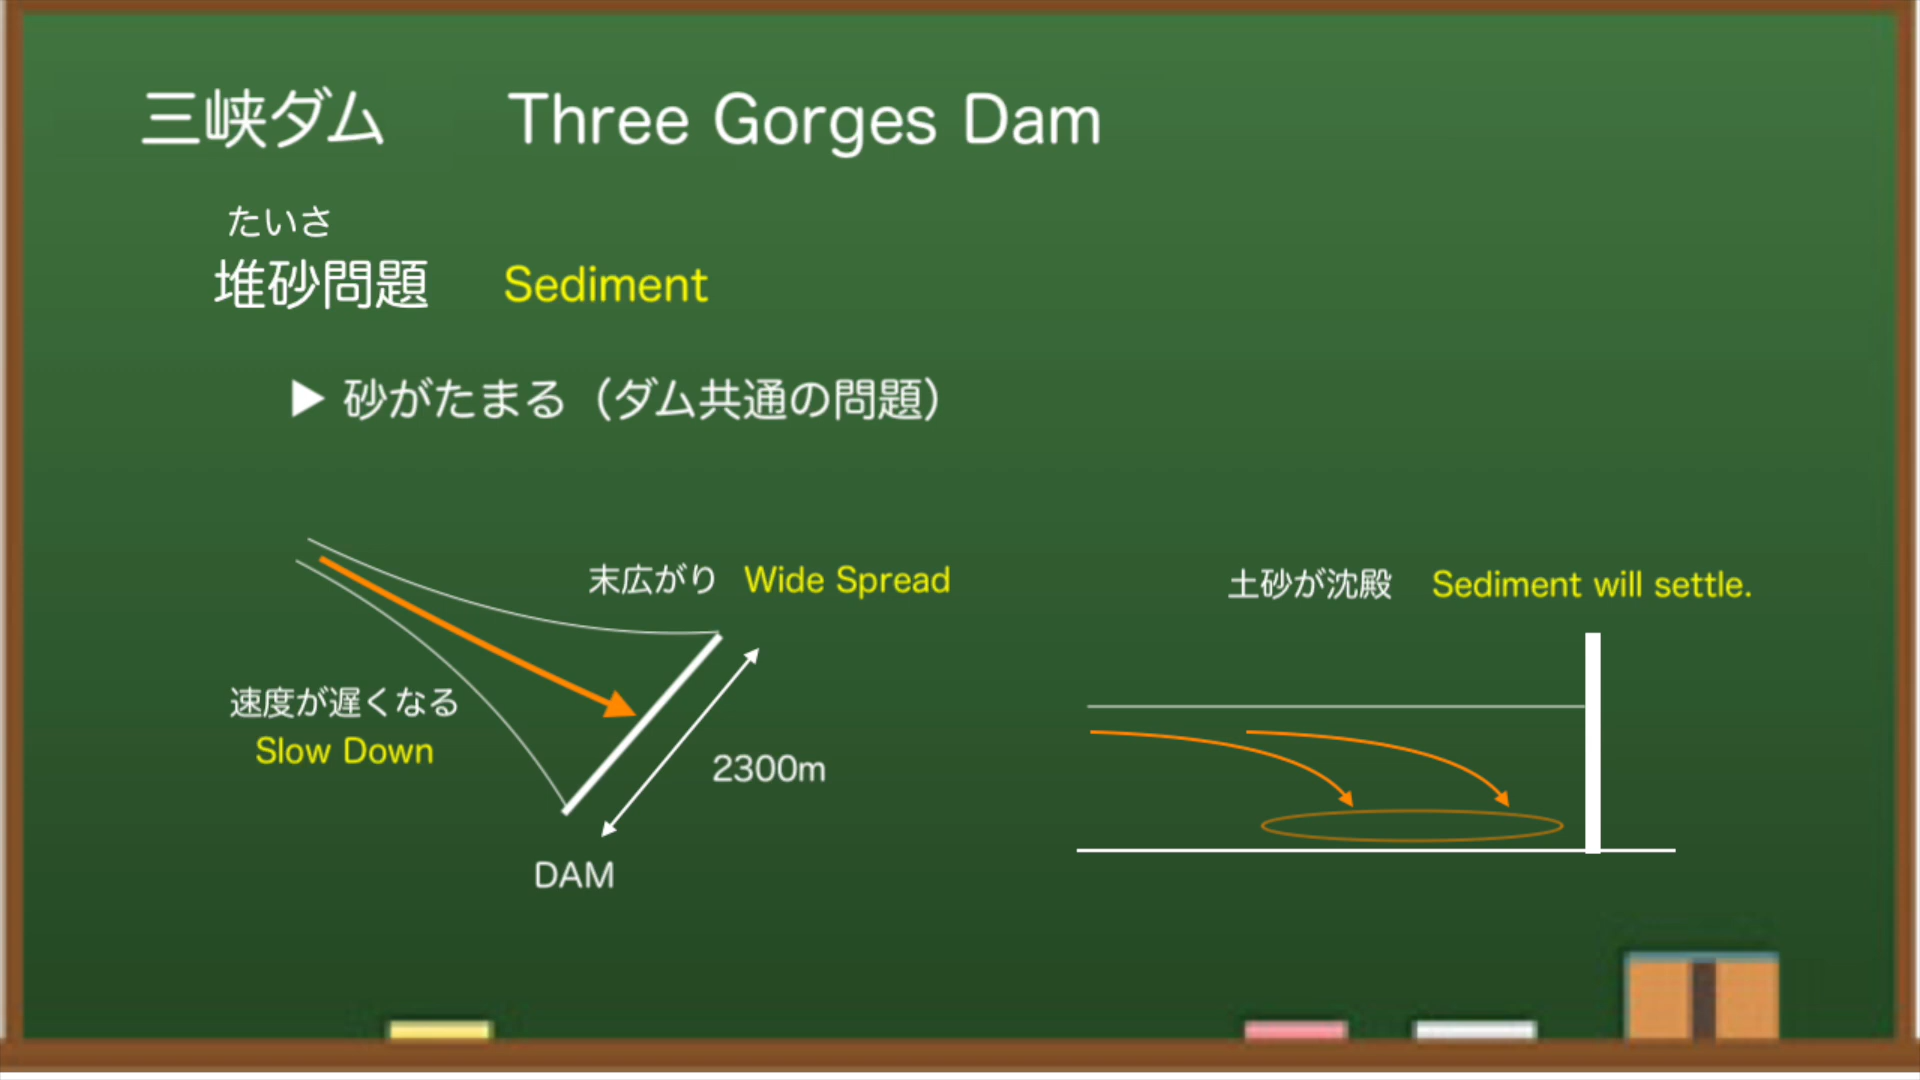 三峡ダム Three Gorges Dam
たいさ
堆砂問題 Sediment
▶ 砂がたまる（ダム共通の問題）
末広がり Wide Spread
速度が遅くなる
Slow Down
2300m
DAM
土砂が沈殿 Sediment will settle.